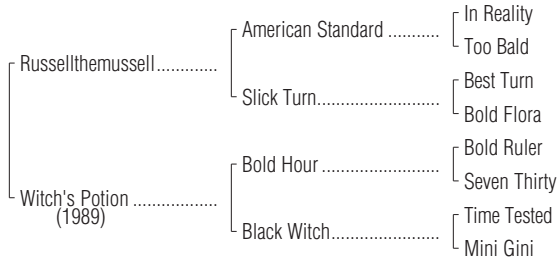 In Reality
American Standard ...........
Too Bald
Russellthemussell.............
Best Turn
Slick Turn..........................
Bold Flora
Bold Ruler
Bold Hour ..........................
Seven Thirty
Witch's Potion .................
(1989)
Time Tested
Black Witch.......................
Mini Gini